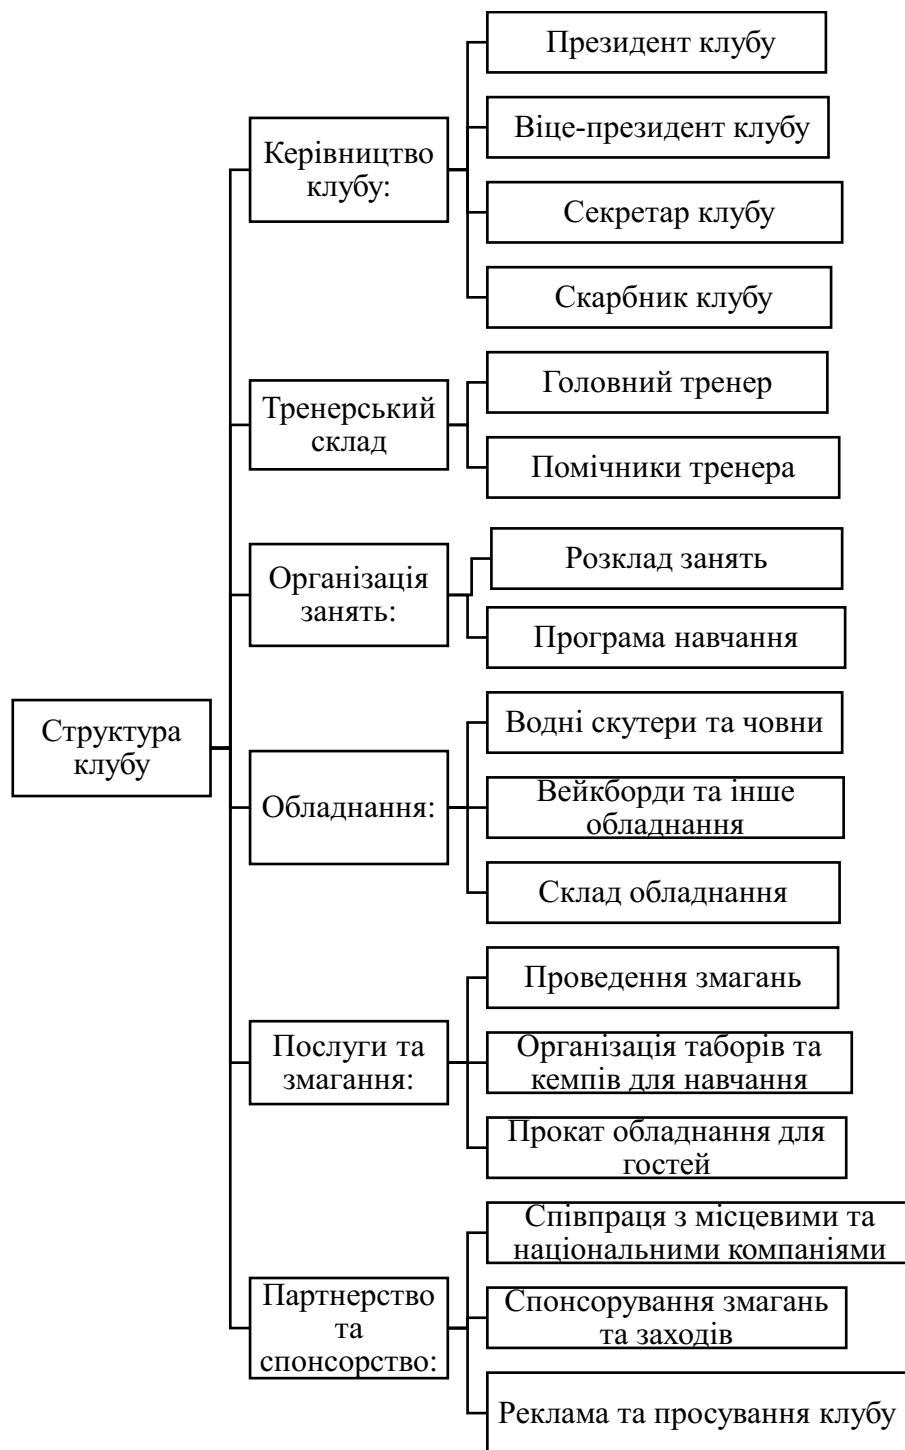 Структура
клубу
Керівництво
клубу:
Президент клубу
Віце-президент клубу
Секретар клубу
Скарбник клубу
Тренерський
склад
Головний тренер
Помічники тренера
Організація
занять:
Розклад занять
Програма навчання
Обладнання:
Водні скутери та човни
Вейкборди та інше
обладнання
Склад обладнання
Послуги та
змагання:
Проведення змагань
Організація таборів та
кемпів для навчання
Прокат обладнання для
гостей
Партнерство
та
спонсорство:
Співпраця з місцевими та
національними компаніями
Спонсорування змагань
та заходів
Реклама та просування клубу